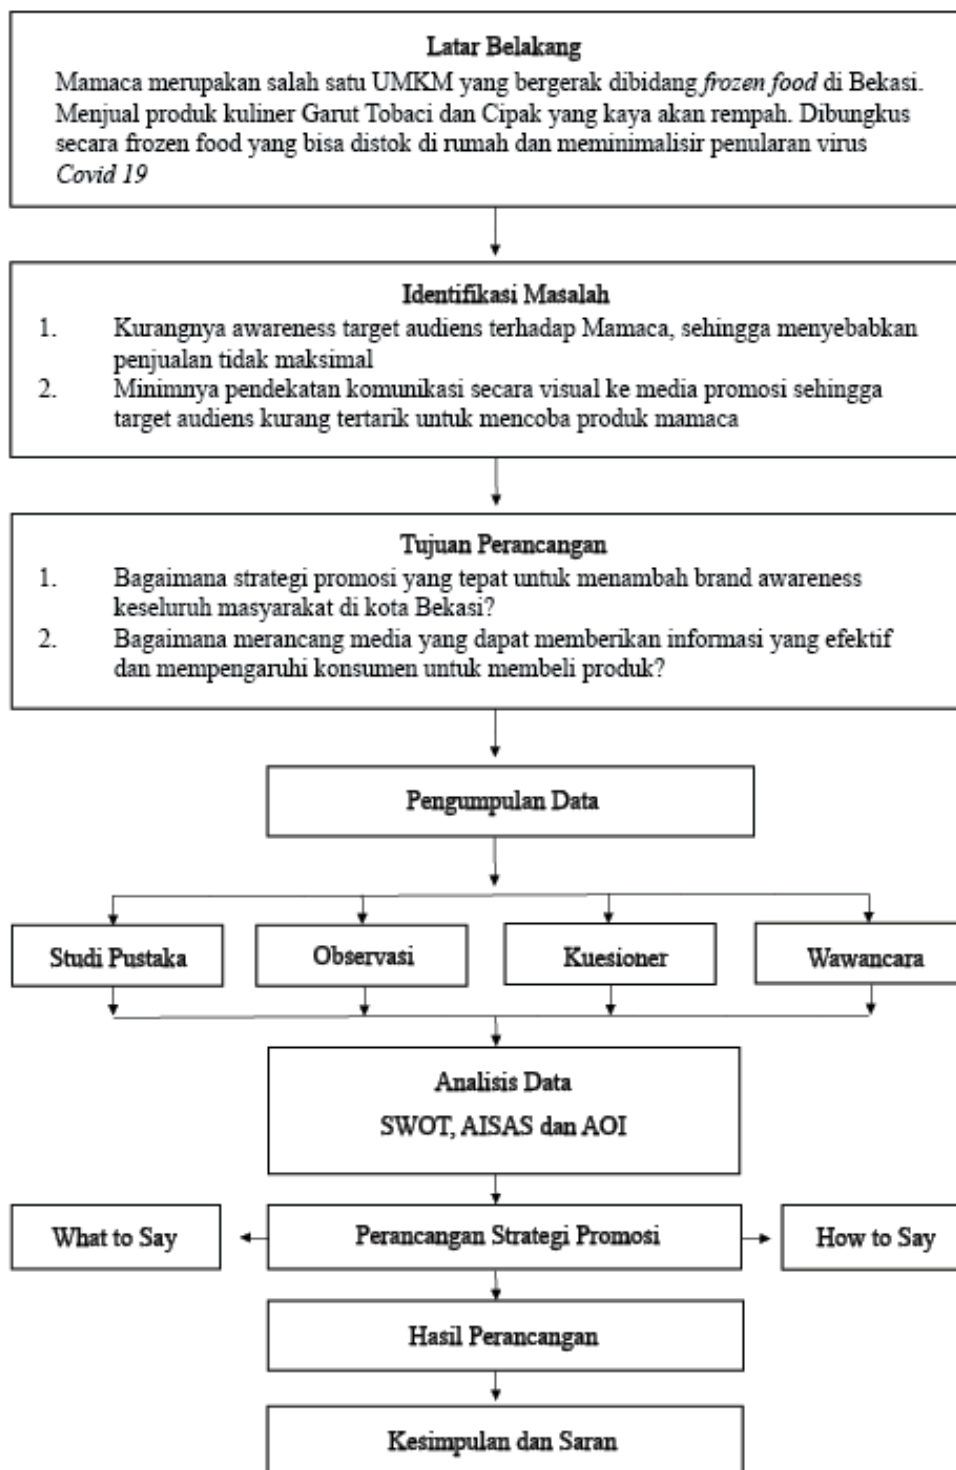 Latar Belakang
Mamaca merupakan salah satu UMKM yang bergerak dibidang frozen food di Bekasi.
Menjual produk kuliner Garut Tobaci dan Cipak yang kaya akan rempah. Dibungkus
secara frozen food yang bisa distok di rumah dan meminimalisir penularan virus
Covid 19
Identifikasi Masalah
1. Kurangnya awareness target audiens terhadap Mamaca, sehingga menyebabkan
penjualan tidak maksimal
2. Minimnya pendekatan komunikasi secara visual ke media promosi sehingga
target audiens kurang tertarik untuk mencoba produk mamaca
Tujuan Perancangan
1. Bagaimana strategi promosi yang tepat untuk menambah brand awareness
keseluruh masyarakat di kota Bekasi?
2. Bagaimana merancang media yang dapat memberikan informasi yang efektif
dan mempengaruhi konsumen untuk membeli produk?
Pengumpulan Data
Studi Pustaka
Observasi
Kuesioner
Wawancara
Analisis Data
SWOT, AISAS dan AOI
What to Say
Perancangan Strategi Promosi
How to Say
Hasil Perancangan
Kesimpulan dan Saran